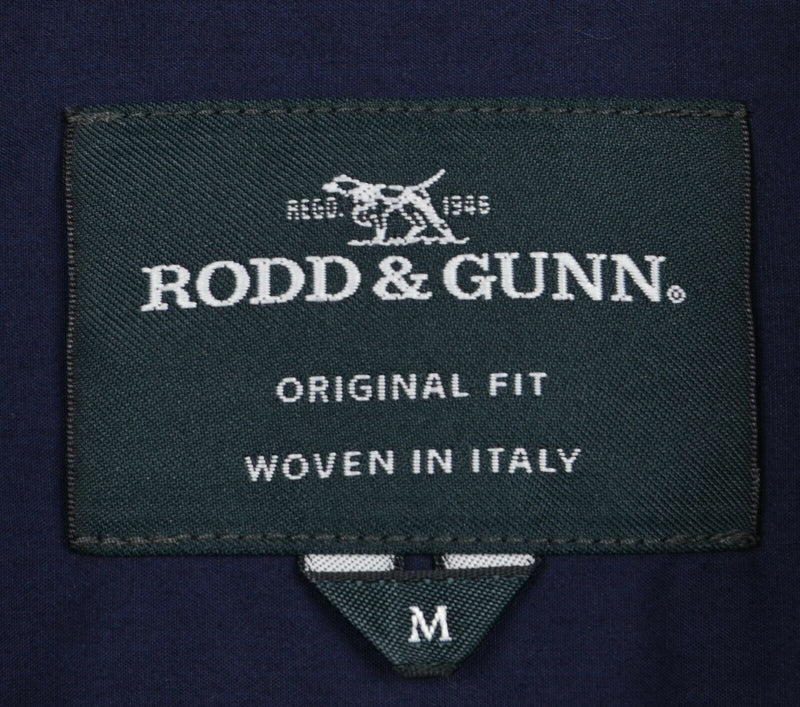 REGD. 1946
RODD & GUNN®
ORIGINAL FIT
WOVEN IN ITALY
M